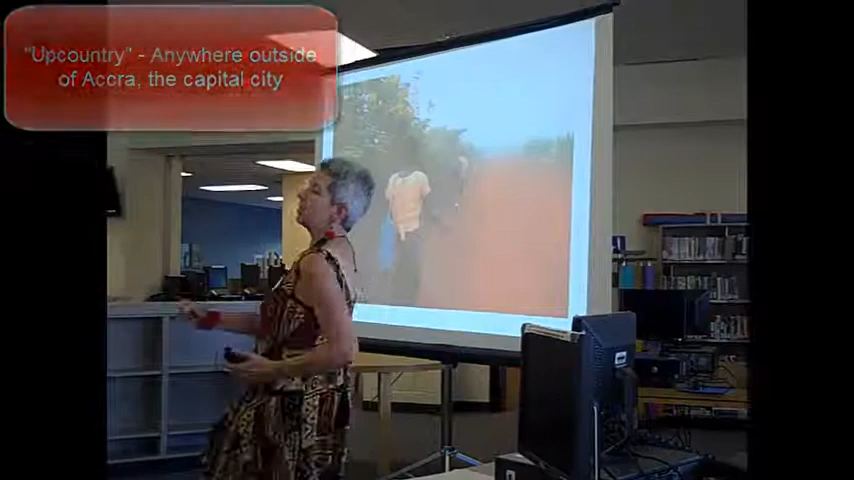 "Upcountry" - Anywhere outside
of Accra, the capital city